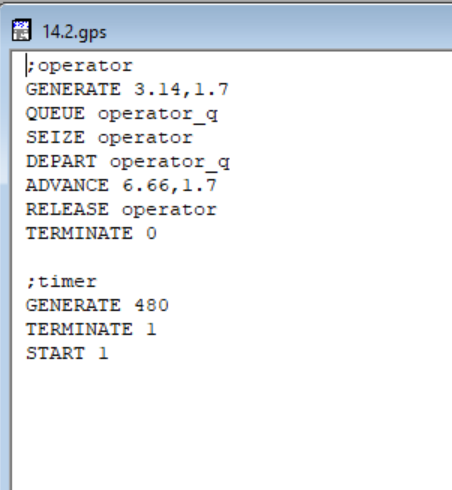 14.2.gps
;operator
GENERATE 3.14,1.7
QUEUE operator_q
SEIZE operator
DEPART operator_q
ADVANCE 6.66,1.7
RELEASE operator
TERMINATE 0
;timer
GENERATE 480
TERMINATE 1
START 1